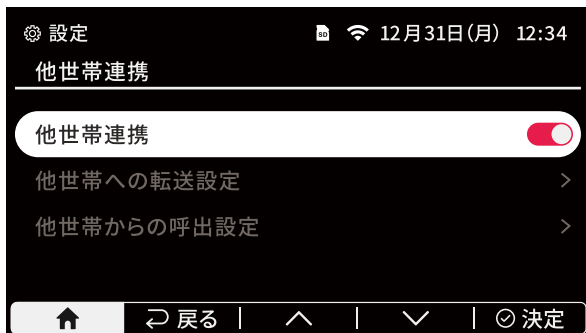 設定 SD 12月31日(月) 12:34
他世帯連携
他世帯連携
他世帯への転送設定
他世帯からの呼出設定
戻る 決定